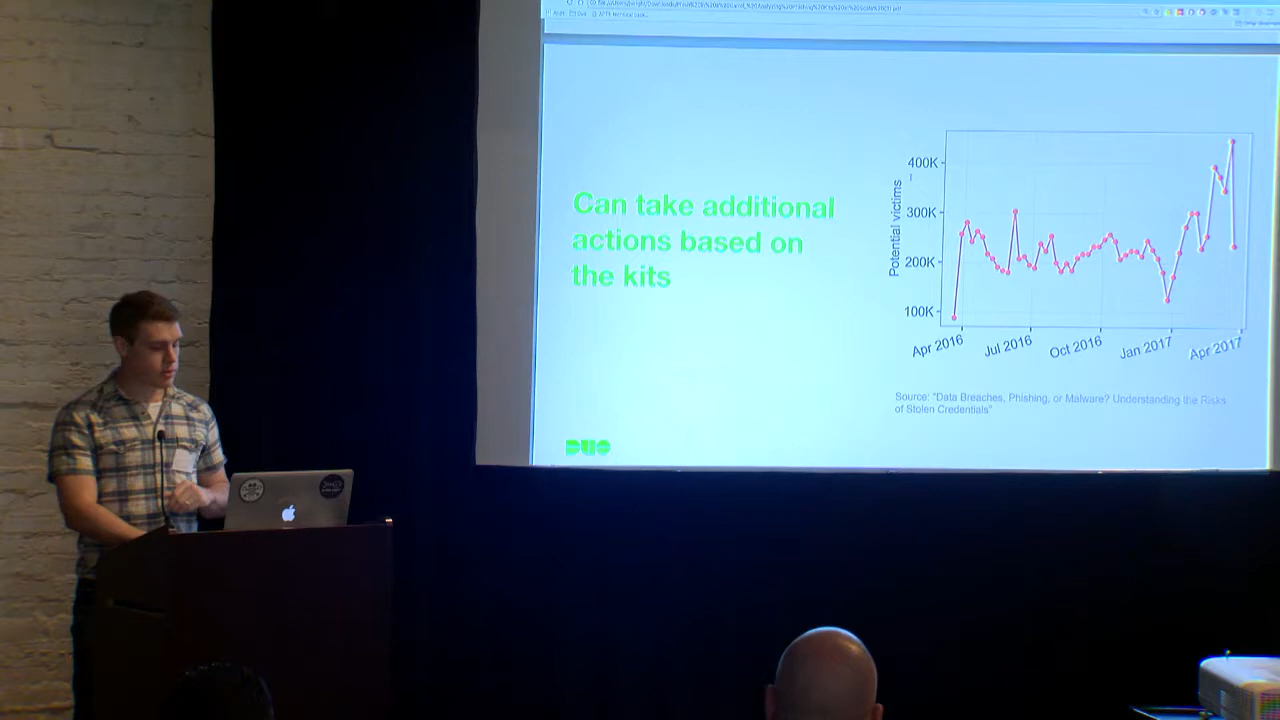 Can take additional
actions based on
the kits
400K
300K
200K
100K
Potential victims
Apr 2016
Jul 2016
Oct 2016
Jan 2017
Apr 2017
Source: "Data Breaches, Phishing, or Malware? Understanding the Risks
of Stolen Credentials"
DUO